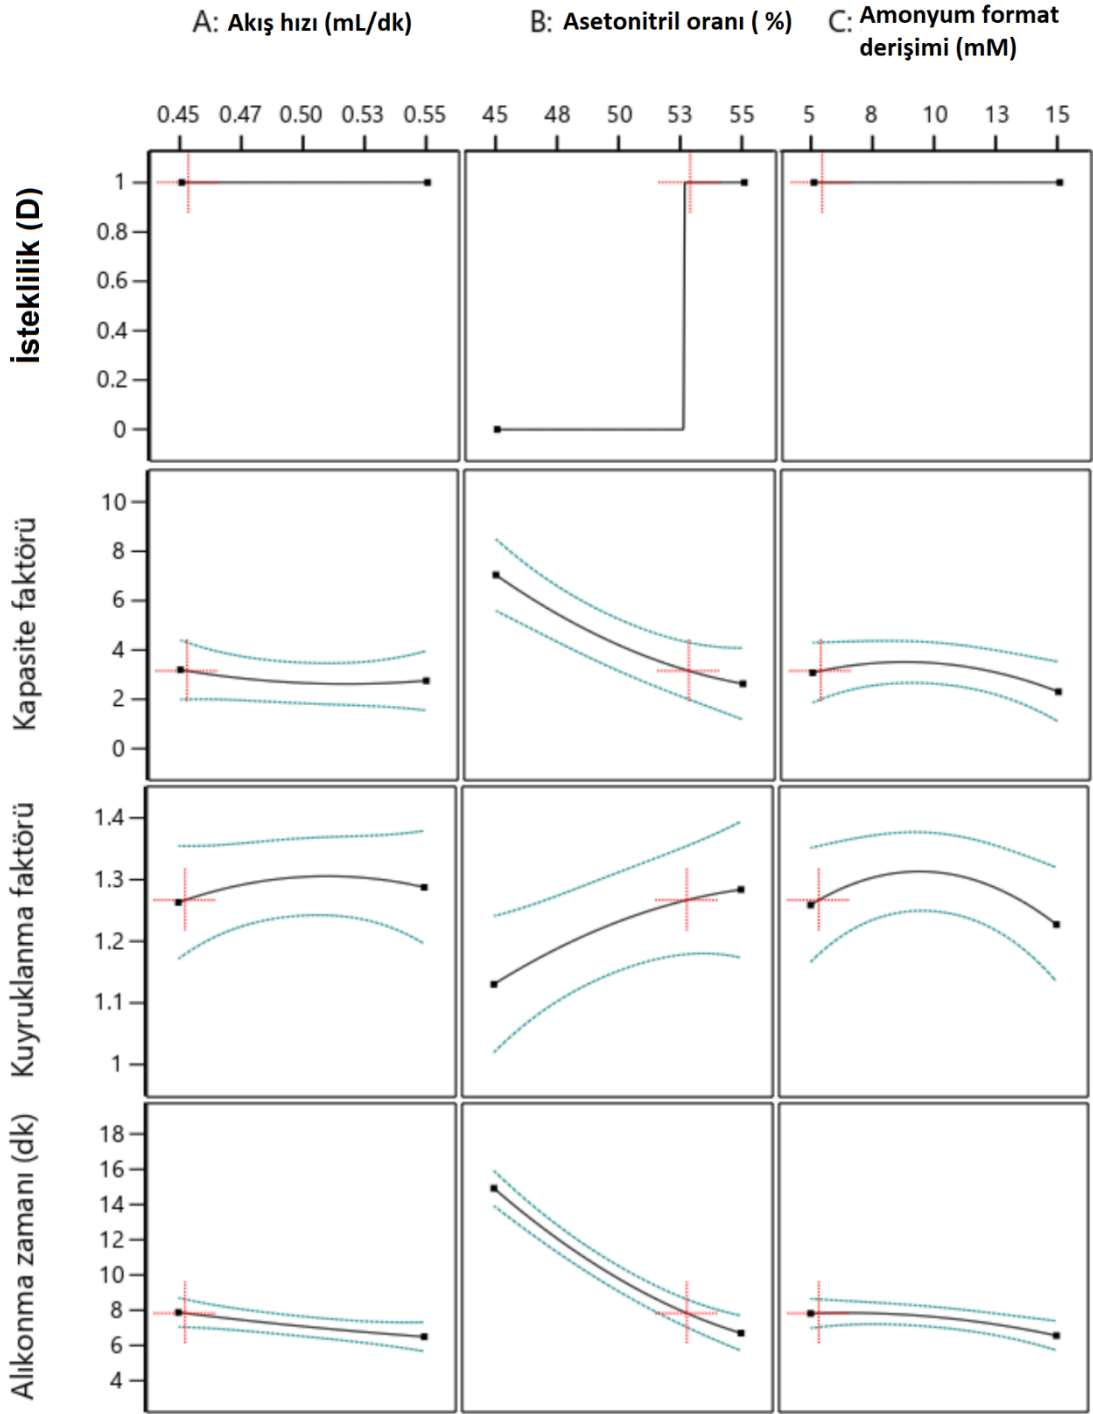 A: Akış hızı (mL/dk)
B: Asetonitril oranı ( %)
C: Amonyum format
derişimi (mM)
0.45 0.47 0.50 0.53 0.55
45 48 50 53 55
5 8 10 13 15
İsteklilik (D)
1
0.8
0.6
0.4
0.2
0
Kapasite faktörü
10
8
6
4
2
0
Kuyruklanma faktörü
1.4
1.3
1.2
1.1
1
Alıkonma zamanı (dk)
18
16
14
12
10
8
6
4